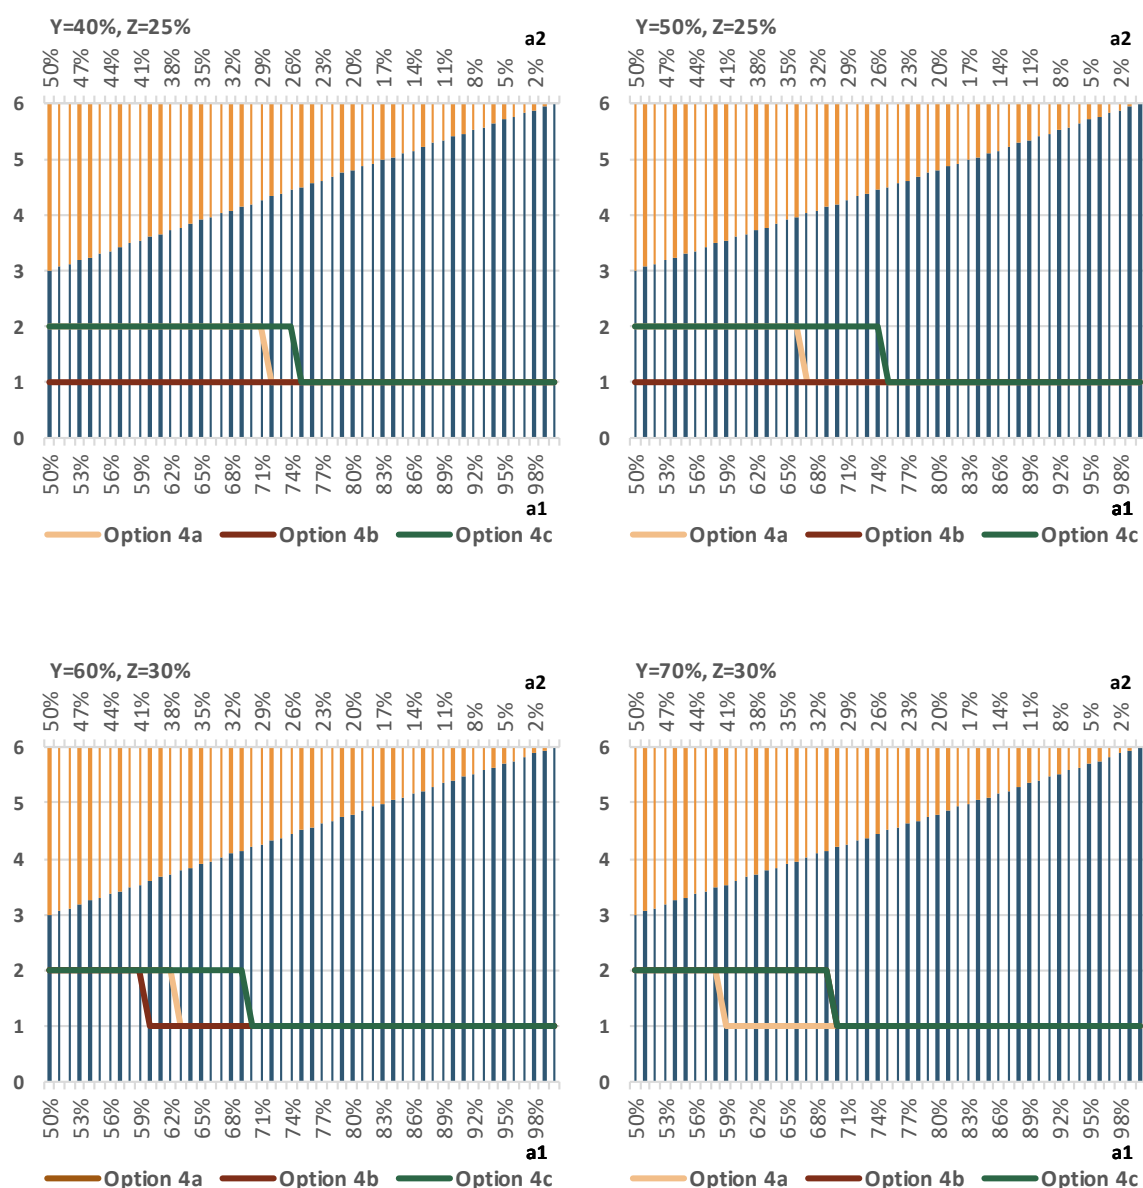 Y=40%, Z=25%
a2
50% 47% 44% 41% 38% 35% 32% 29% 26% 23% 20% 17% 14% 11% 8% 5% 2%
6
5
4
3
2
1
0
50% 53% 56% 59% 62% 65% 68% 71% 74% 77% 80% 83% 86% 89% 92% 95% 98%
a1
Option 4a Option 4b Option 4c
Y=50%, Z=25%
a2
50% 47% 44% 41% 38% 35% 32% 29% 26% 23% 20% 17% 14% 11% 8% 5% 2%
6
5
4
3
2
1
0
50% 53% 56% 59% 62% 65% 68% 71% 74% 77% 80% 83% 86% 89% 92% 95% 98%
a1
Option 4a Option 4b Option 4c
Y=60%, Z=30%
a2
50% 47% 44% 41% 38% 35% 32% 29% 26% 23% 20% 17% 14% 11% 8% 5% 2%
6
5
4
3
2
1
0
50% 53% 56% 59% 62% 65% 68% 71% 74% 77% 80% 83% 86% 89% 92% 95% 98%
a1
Option 4a Option 4b Option 4c
Y=70%, Z=30%
a2
50% 47% 44% 41% 38% 35% 32% 29% 26% 23% 20% 17% 14% 11% 8% 5% 2%
6
5
4
3
2
1
0
50% 53% 56% 59% 62% 65% 68% 71% 74% 77% 80% 83% 86% 89% 92% 95% 98%
a1
Option 4a Option 4b Option 4c